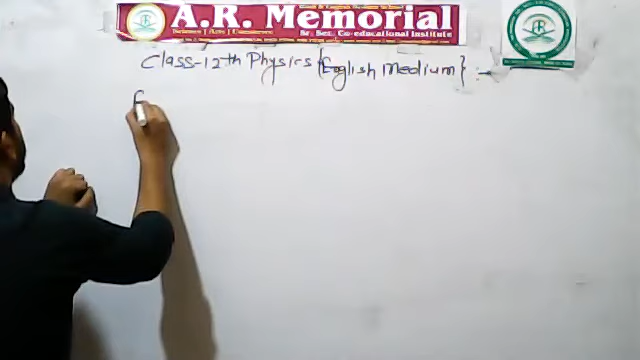 A.R. Memorial
Science | Arts | Commerce Sr. Sec. Co-educational Institute
Class-12th Physics {English Medium} :-